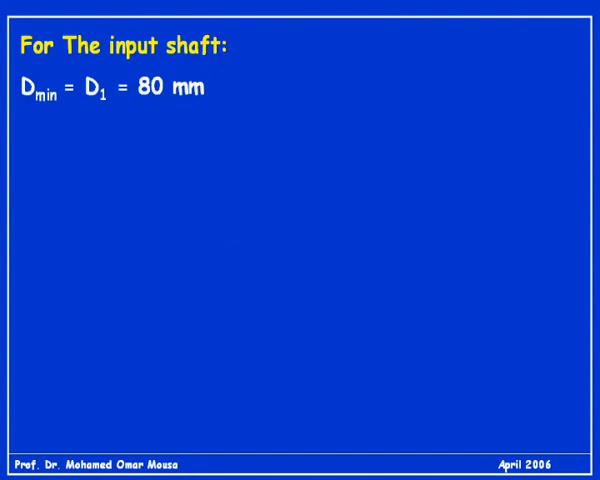 For The input shaft:
Dmin = D1 = 80 mm
Prof. Dr. Mohamed Omar Mousa
April 2006